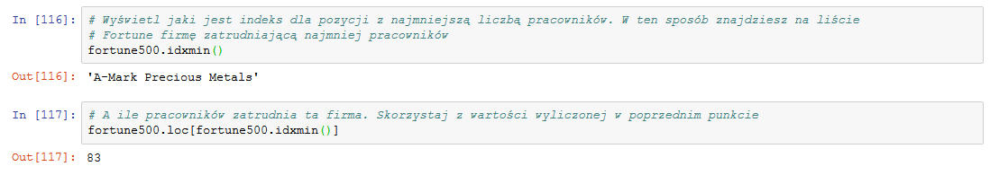 In [116]: # Wyświetl jaki jest indeks dla pozycji z najmniejszą liczbą pracowników. W ten sposób znajdziesz na liście
# Fortune firmę zatrudniającą najmniej pracowników
fortune500.idxmin()
Out[116]: 'A-Mark Precious Metals'
In [117]: # A ile pracowników zatrudnia ta firma. Skorzystaj z wartości wyliczonej w poprzednim punkcie
fortune500.loc[fortune500.idxmin()]
Out[117]: 83